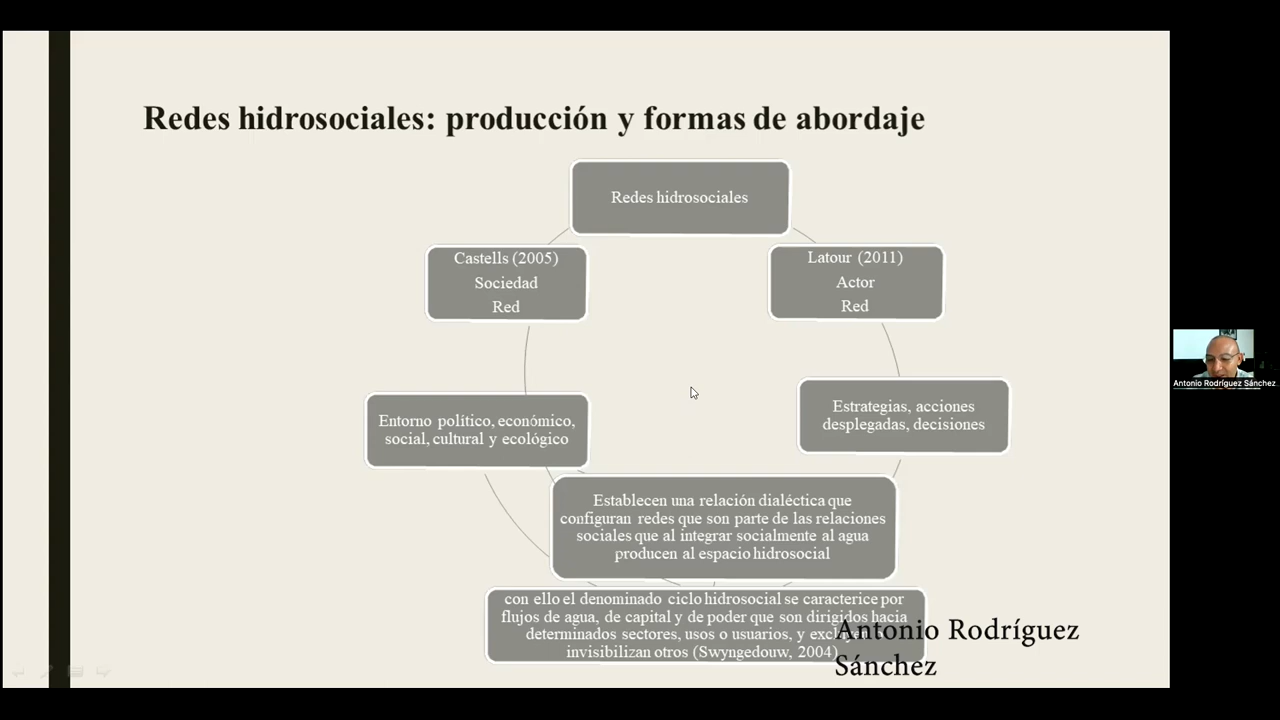 Redes hidrosociales: producción y formas de abordaje
Redes hidrosociales
Castells (2005)
Sociedad
Red
Latour (2011)
Actor
Red
Entorno político, económico,
social, cultural y ecológico
Estrategias, acciones
desplegadas, decisiones
Establecen una relación dialéctica que
configuran redes que son parte de las relaciones
sociales que al integrar socialmente al agua
producen al espacio hidrosocial
con ello el denominado ciclo hidrosocial se caracterice por
flujos de agua, de capital y de poder que son dirigidos hacia
determinados sectores, usos o usuarios, y
invisibilizan otros (Swyngedouw, 2004)
Antonio Rodríguez
Sánchez
Antonio Rodríguez Sánchez